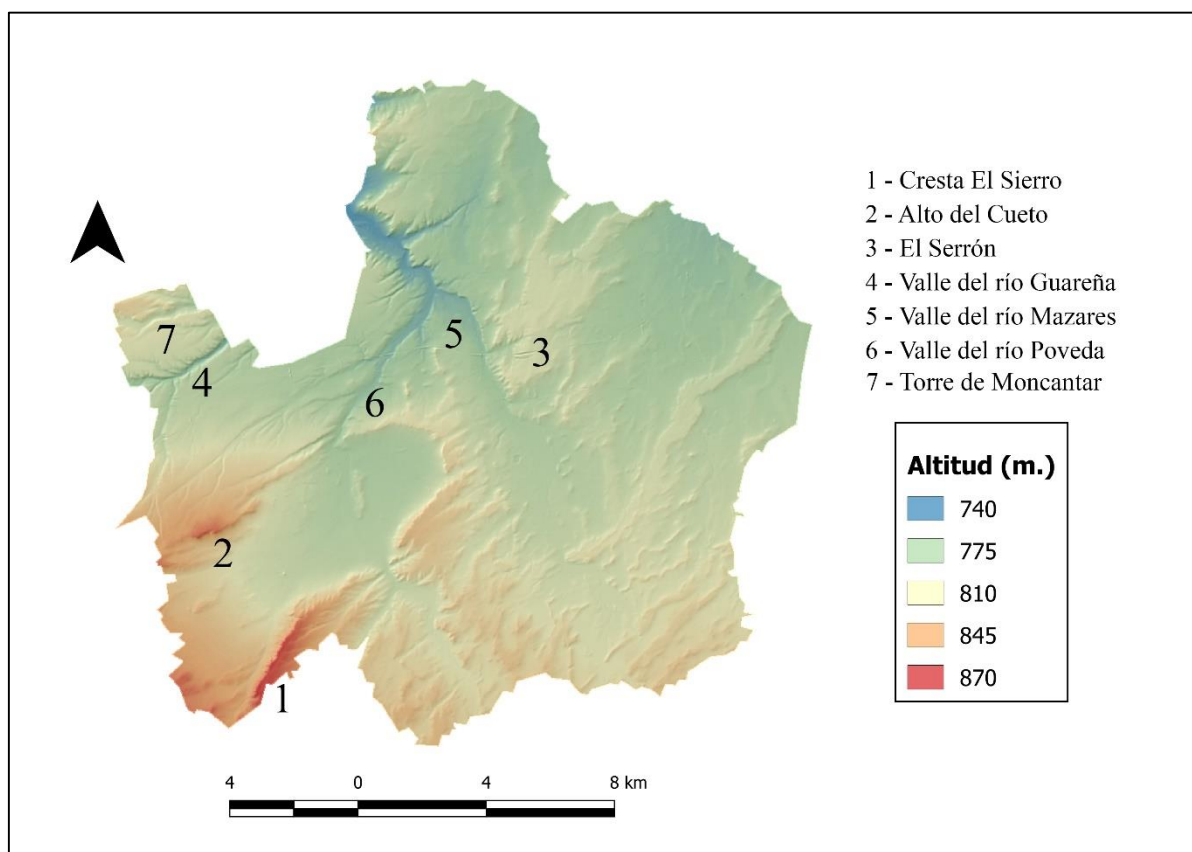 1 - Cresta El Sierro
2 - Alto del Cueto
3 - El Serrón
4 - Valle del río Guareña
5 - Valle del río Mazares
6 - Valle del río Poveda
7 - Torre de Moncantar
7
4
5
3
6
2
1
Altitud (m.)
740
775
810
845
870
4 0 4 8 km